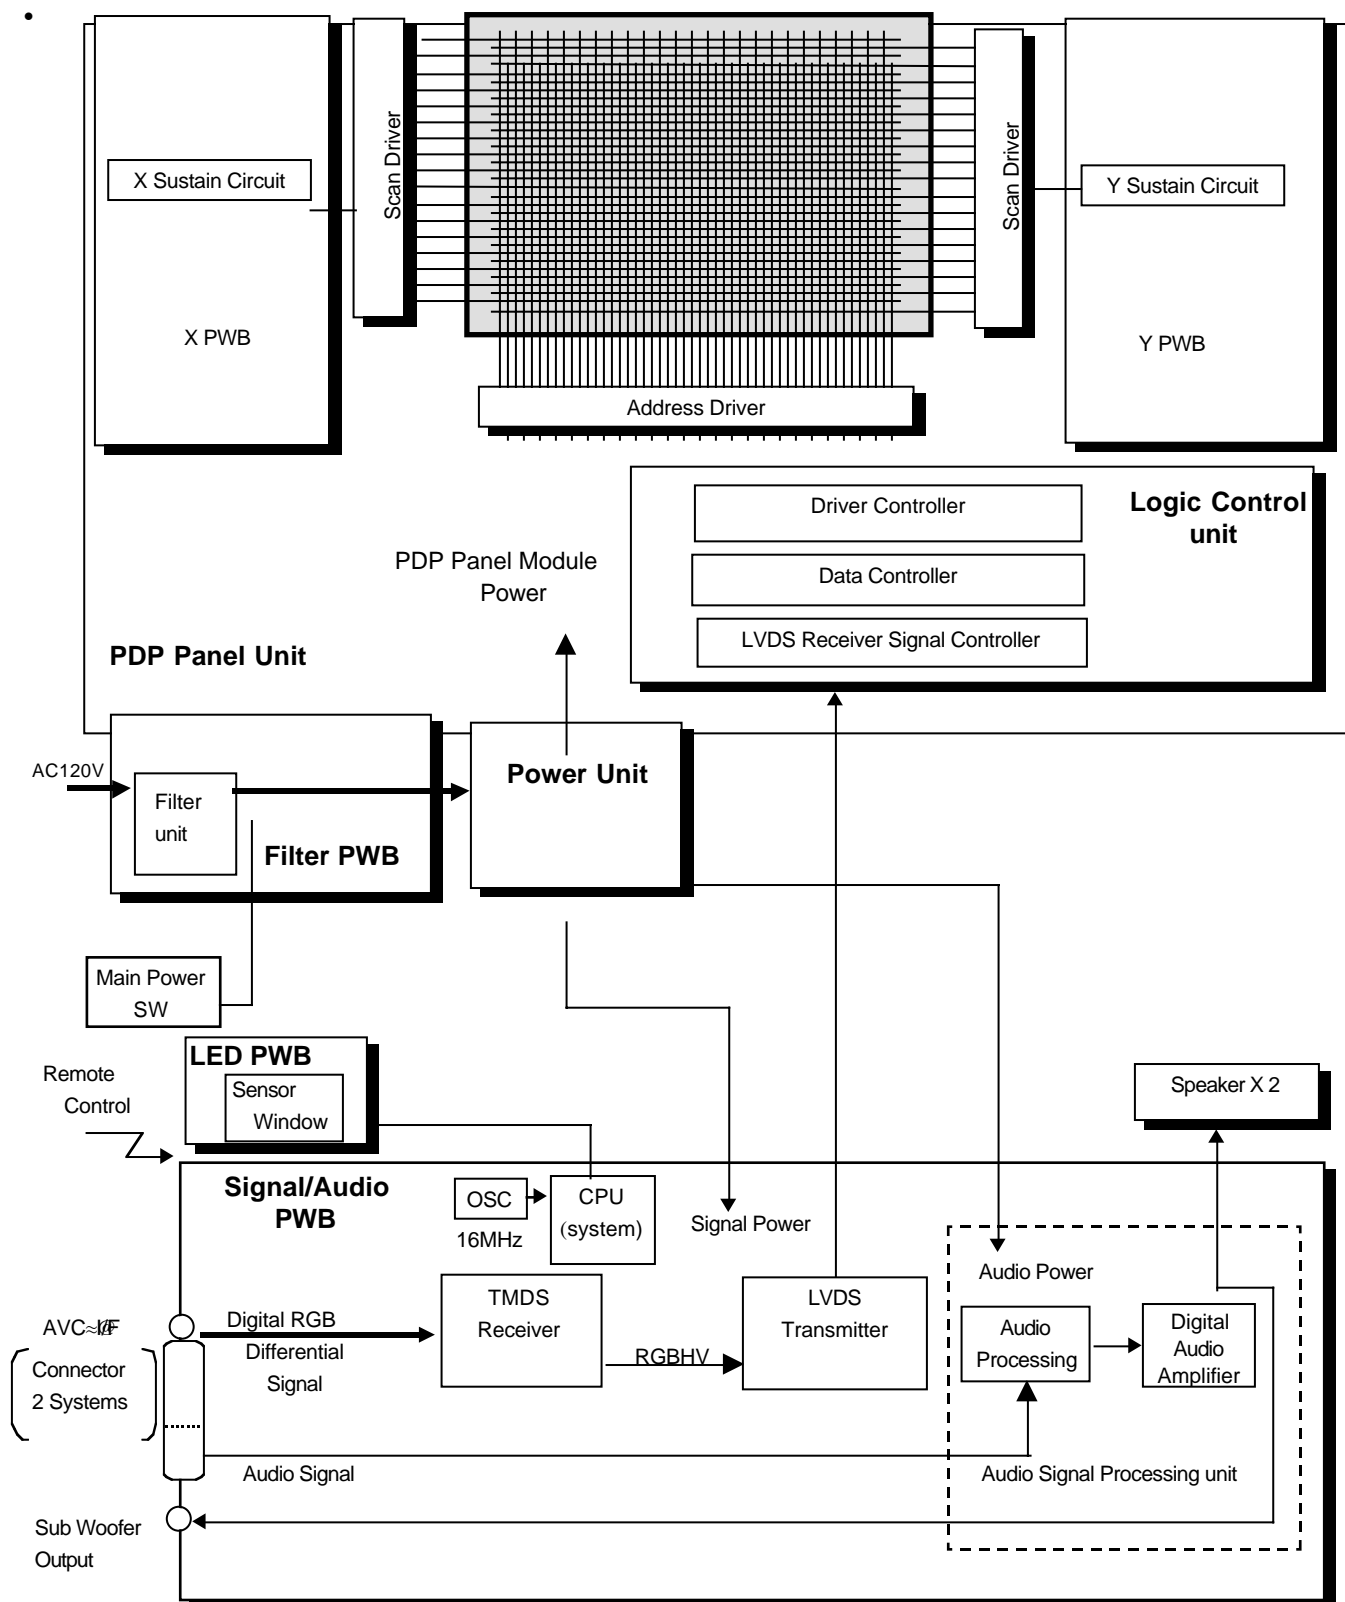 •
X Sustain Circuit
X PWB
Scan Driver
Scan Driver
Y Sustain Circuit
Y PWB
Address Driver
Logic Control
unit
Driver Controller
Data Controller
LVDS Receiver Signal Controller
PDP Panel Module
Power
PDP Panel Unit
AC120V
Filter
unit
Filter PWB
Power Unit
Main Power
SW
LED PWB
Sensor
Window
Remote
Control
Speaker X 2
Signal/Audio
PWB
OSC
16MHz
CPU
(system)
Signal Power
Audio Power
TMDS
Receiver
LVDS
Transmitter
Audio
Processing
Digital
Audio
Amplifier
Digital RGB
Differential
Signal
RGBHV
AVC
Connector
2 Systems
Audio Signal
Audio Signal Processing unit
Sub Woofer
Output